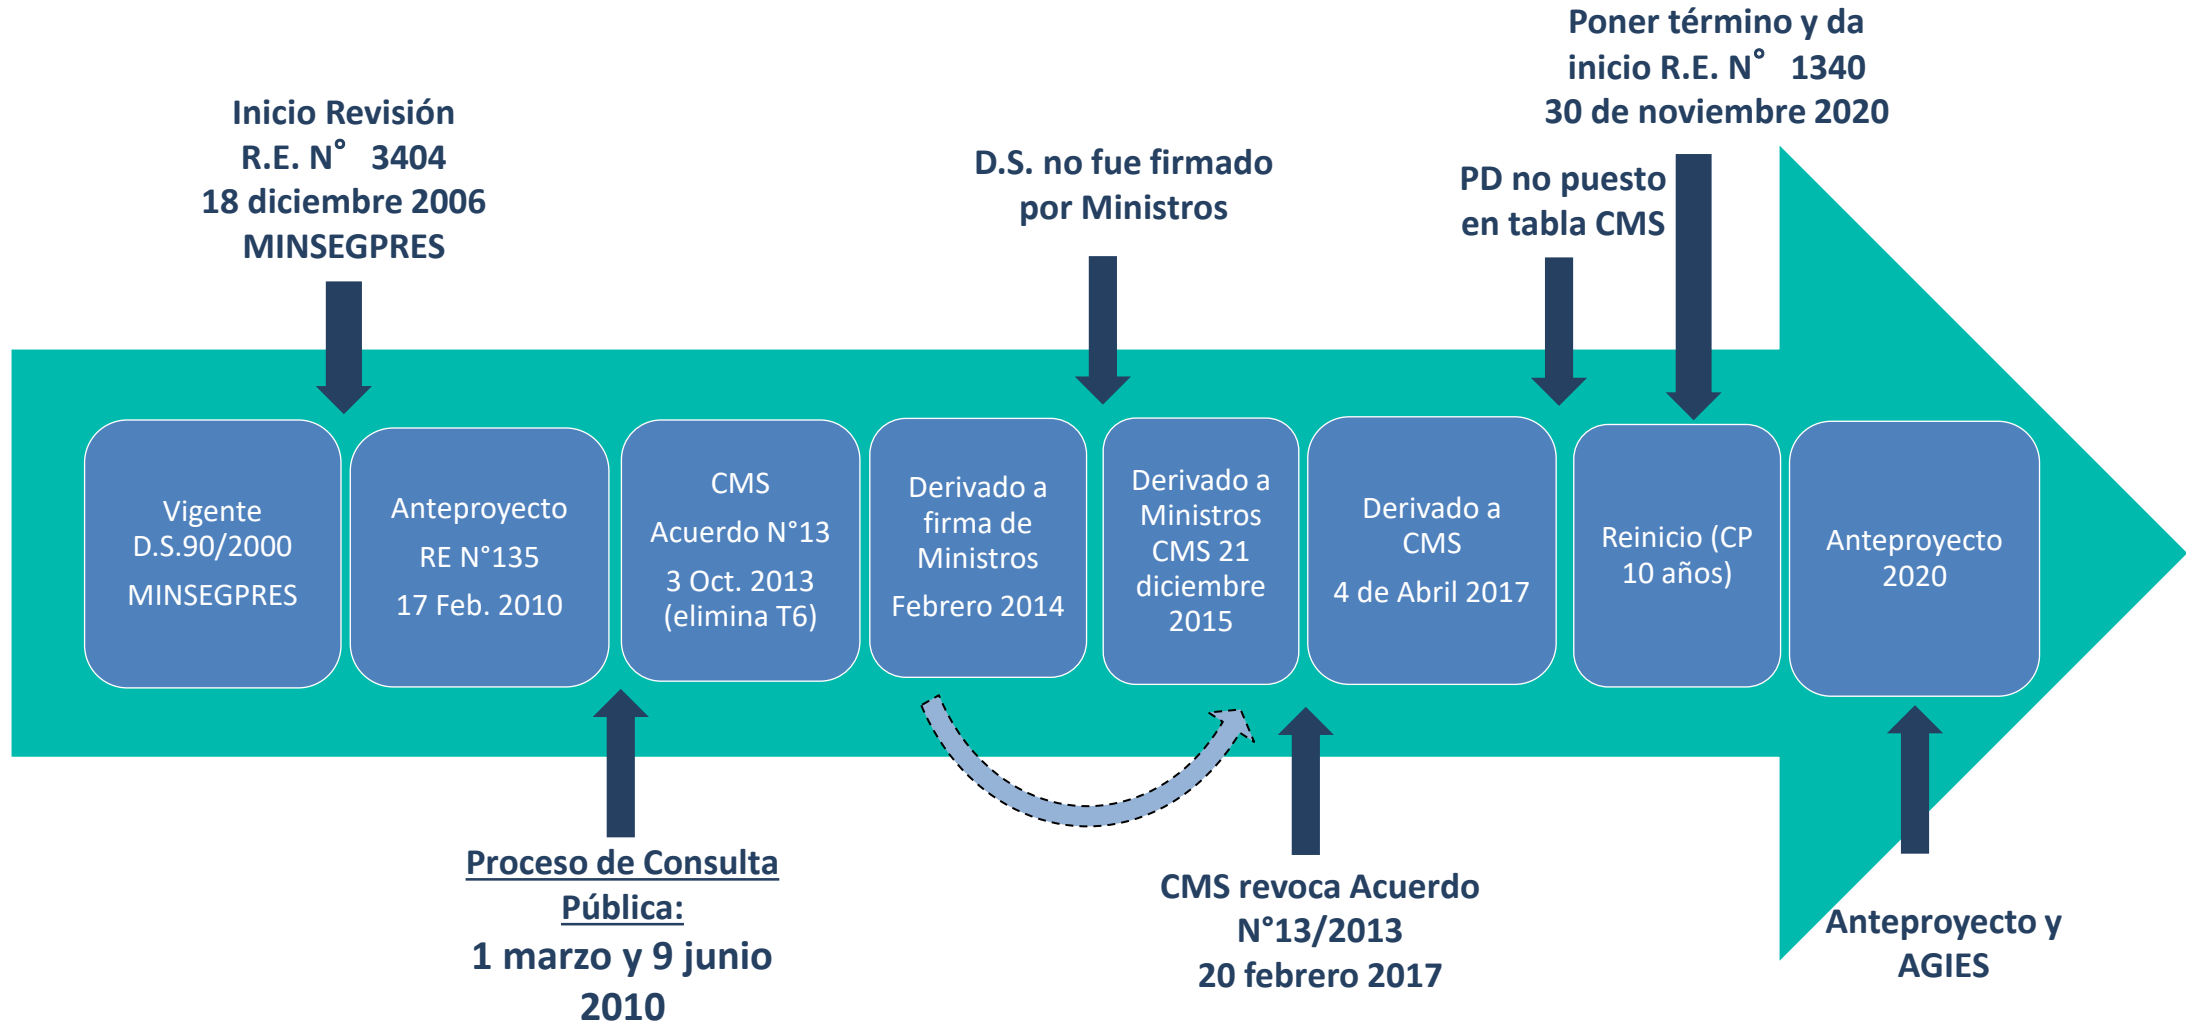 Poner término y da
inicio R.E. N° 1340
30 de noviembre 2020
Inicio Revisión
R.E. N° 3404
18 diciembre 2006
MINSEGPRES
D.S. no fue firmado
por Ministros
PD no puesto
en tabla CMS
Vigente
D.S.90/2000
MINSEGPRES
Anteproyecto
RE N°135
17 Feb. 2010
CMS
Acuerdo N°13
3 Oct. 2013
(elimina T6)
Derivado a
firma de
Ministros
Febrero 2014
Derivado a
Ministros
CMS 21
diciembre
2015
Derivado a
CMS
4 de Abril 2017
Reinicio (CP
10 años)
Anteproyecto
2020
Proceso de Consulta
Pública:
1 marzo y 9 junio
2010
CMS revoca Acuerdo
N°13/2013
20 febrero 2017
Anteproyecto y
AGIES